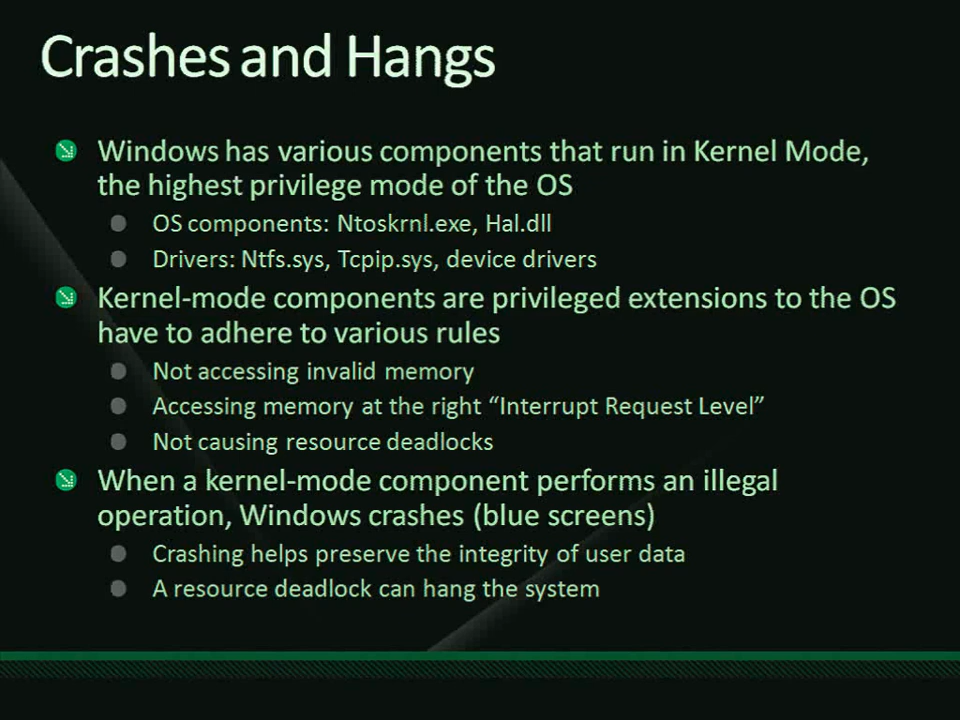 Crashes and Hangs
Windows has various components that run in Kernel Mode,
the highest privilege mode of the OS
OS components: Ntoskrnl.exe, Hal.dll
Drivers: Ntfs.sys, Tcpip.sys, device drivers
Kernel-mode components are privileged extensions to the OS
have to adhere to various rules
Not accessing invalid memory
Accessing memory at the right “Interrupt Request Level”
Not causing resource deadlocks
When a kernel-mode component performs an illegal
operation, Windows crashes (blue screens)
Crashing helps preserve the integrity of user data
A resource deadlock can hang the system